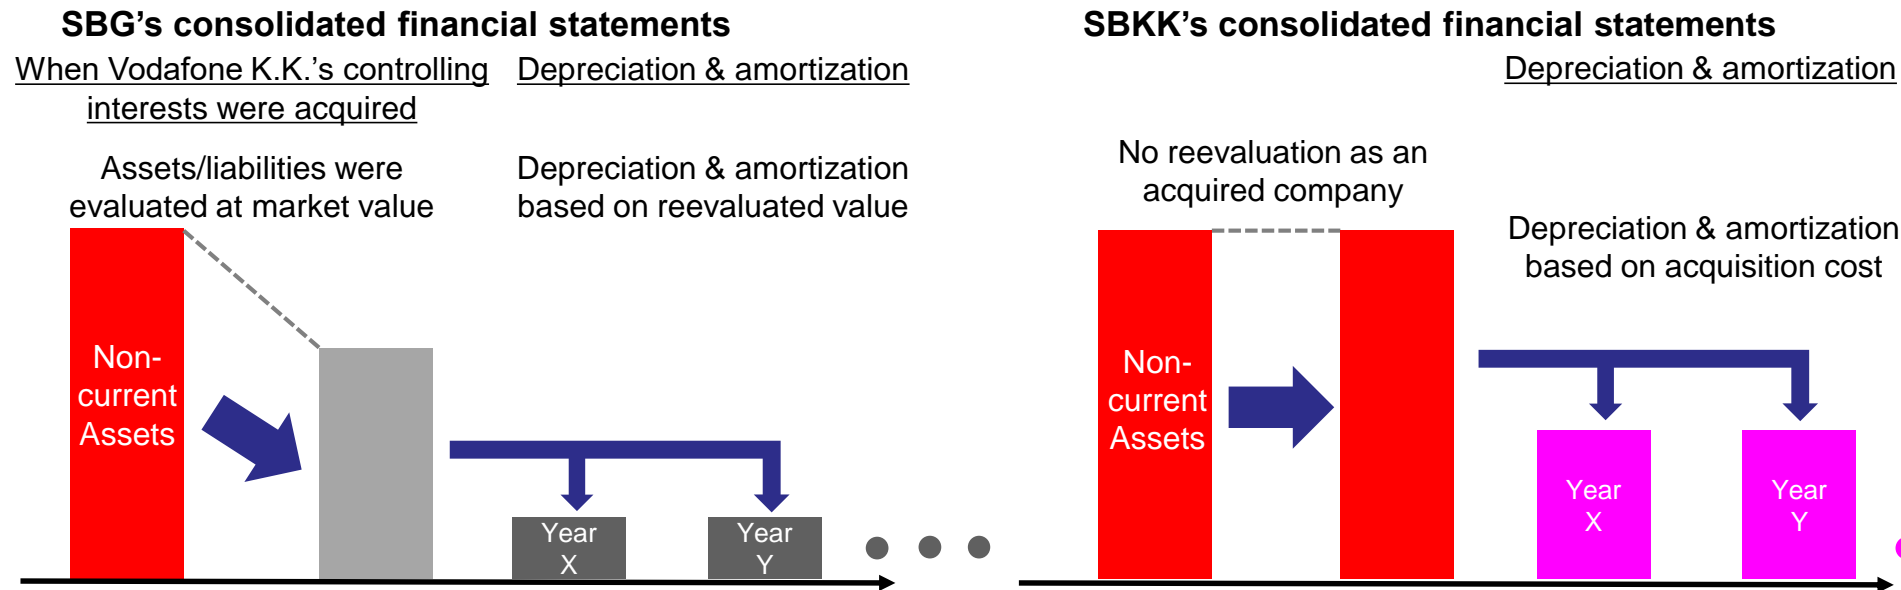 SBG's consolidated financial statements
When Vodafone K.K.'s controlling
interests were acquired
Depreciation & amortization
Assets/liabilities were
evaluated at market value
Depreciation & amortization
based on reevaluated value
Non-
current
Assets
Year
X
Year
Y
SBKK's consolidated financial statements
Depreciation & amortization
No reevaluation as an
acquired company
Depreciation & amortization
based on acquisition cost
Non-
current
Assets
Year
X
Year
Y